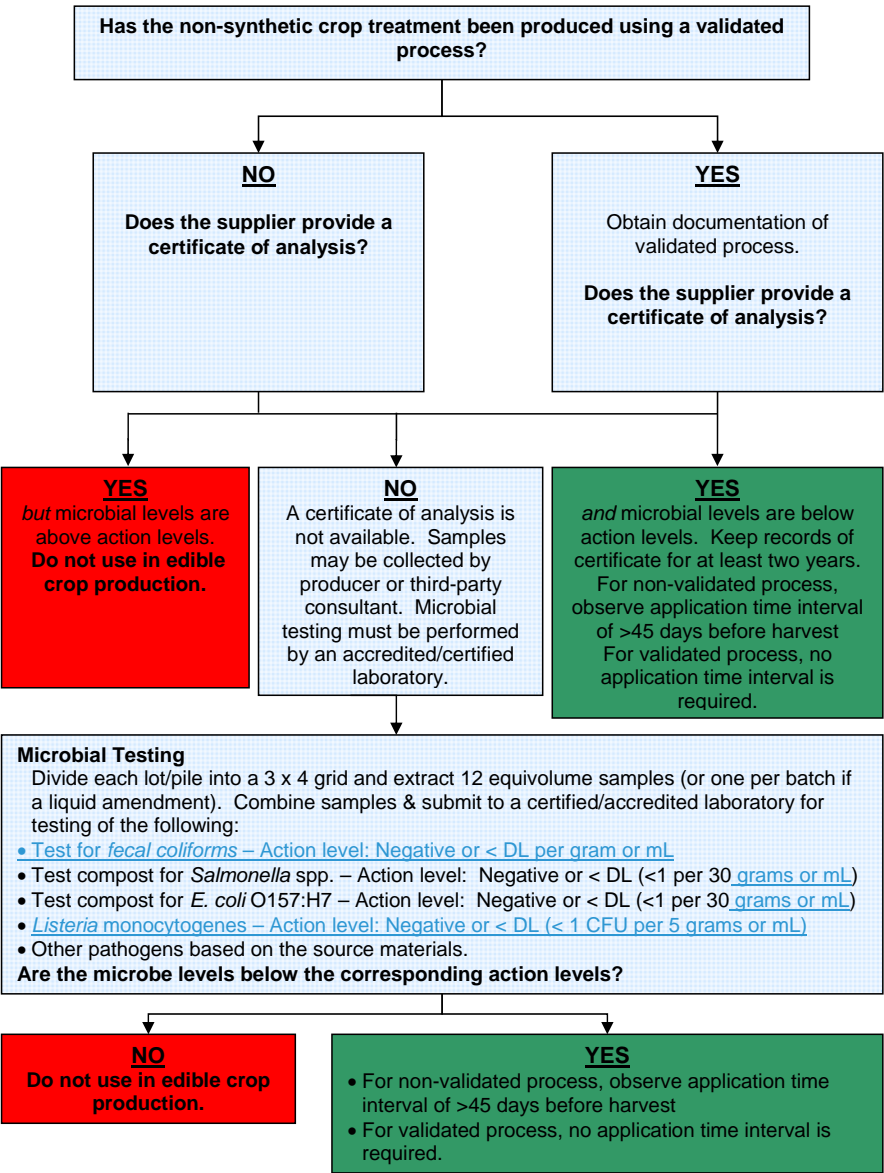 Has the non-synthetic crop treatment been produced using a validated
process?
NO
Does the supplier provide a
certificate of analysis?
YES
Obtain documentation of
validated process.
Does the supplier provide a
certificate of analysis?
YES
but microbial levels are
above action levels.
Do not use in edible
crop production.
NO
A certificate of analysis is
not available. Samples
may be collected by
producer or third-party
consultant. Microbial
testing must be performed
by an accredited/certified
laboratory.
YES
and microbial levels are below
action levels. Keep records of
certificate for at least two years.
For non-validated process,
observe application time interval
of >45 days before harvest
For validated process, no
application time interval is
required.
Microbial Testing
Divide each lot/pile into a 3 x 4 grid and extract 12 equivolume samples (or one per batch if
a liquid amendment). Combine samples & submit to a certified/accredited laboratory for
testing of the following:
• Test for fecal coliforms – Action level: Negative or < DL per gram or mL
• Test compost for Salmonella spp. – Action level: Negative or < DL (<1 per 30 grams or mL)
• Test compost for E. coli O157:H7 – Action level: Negative or < DL (<1 per 30 grams or mL)
• Listeria monocytogenes – Action level: Negative or < DL (< 1 CFU per 5 grams or mL)
• Other pathogens based on the source materials.
Are the microbe levels below the corresponding action levels?
NO
Do not use in edible crop
production.
YES
• For non-validated process, observe application time
interval of >45 days before harvest
• For validated process, no application time interval is
required.